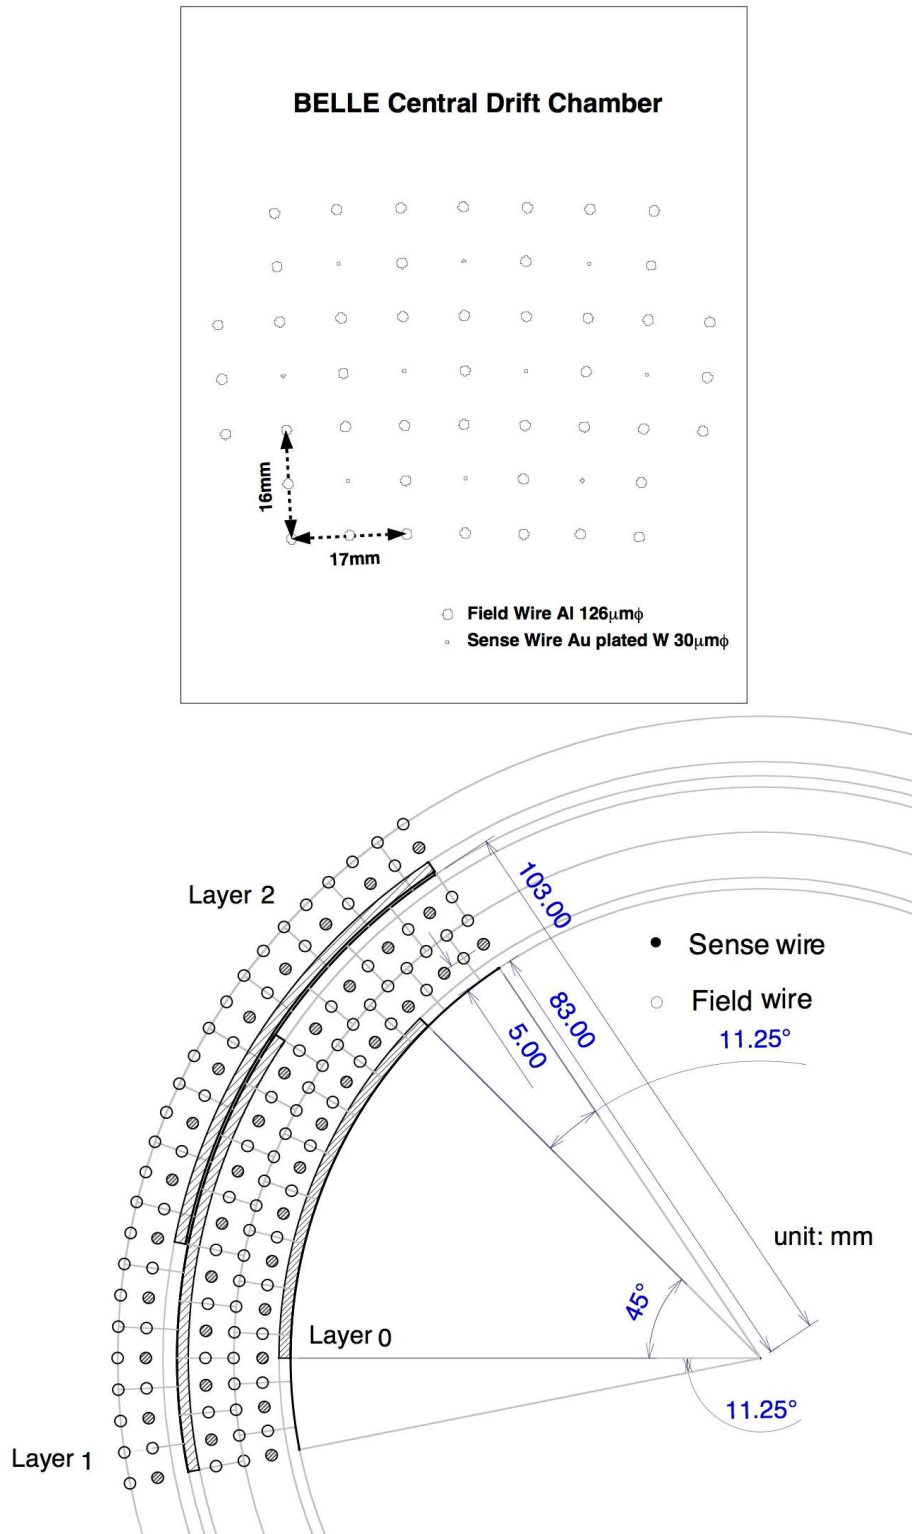 BELLE Central Drift Chamber
16mm
17mm
Field Wire Al 126μmϕ
Sense Wire Au plated W 30μmϕ
Layer 2
103.00
Sense wire
Field wire
83.00
5.00
11.25°
unit: mm
45°
Layer 0
11.25°
Layer 1